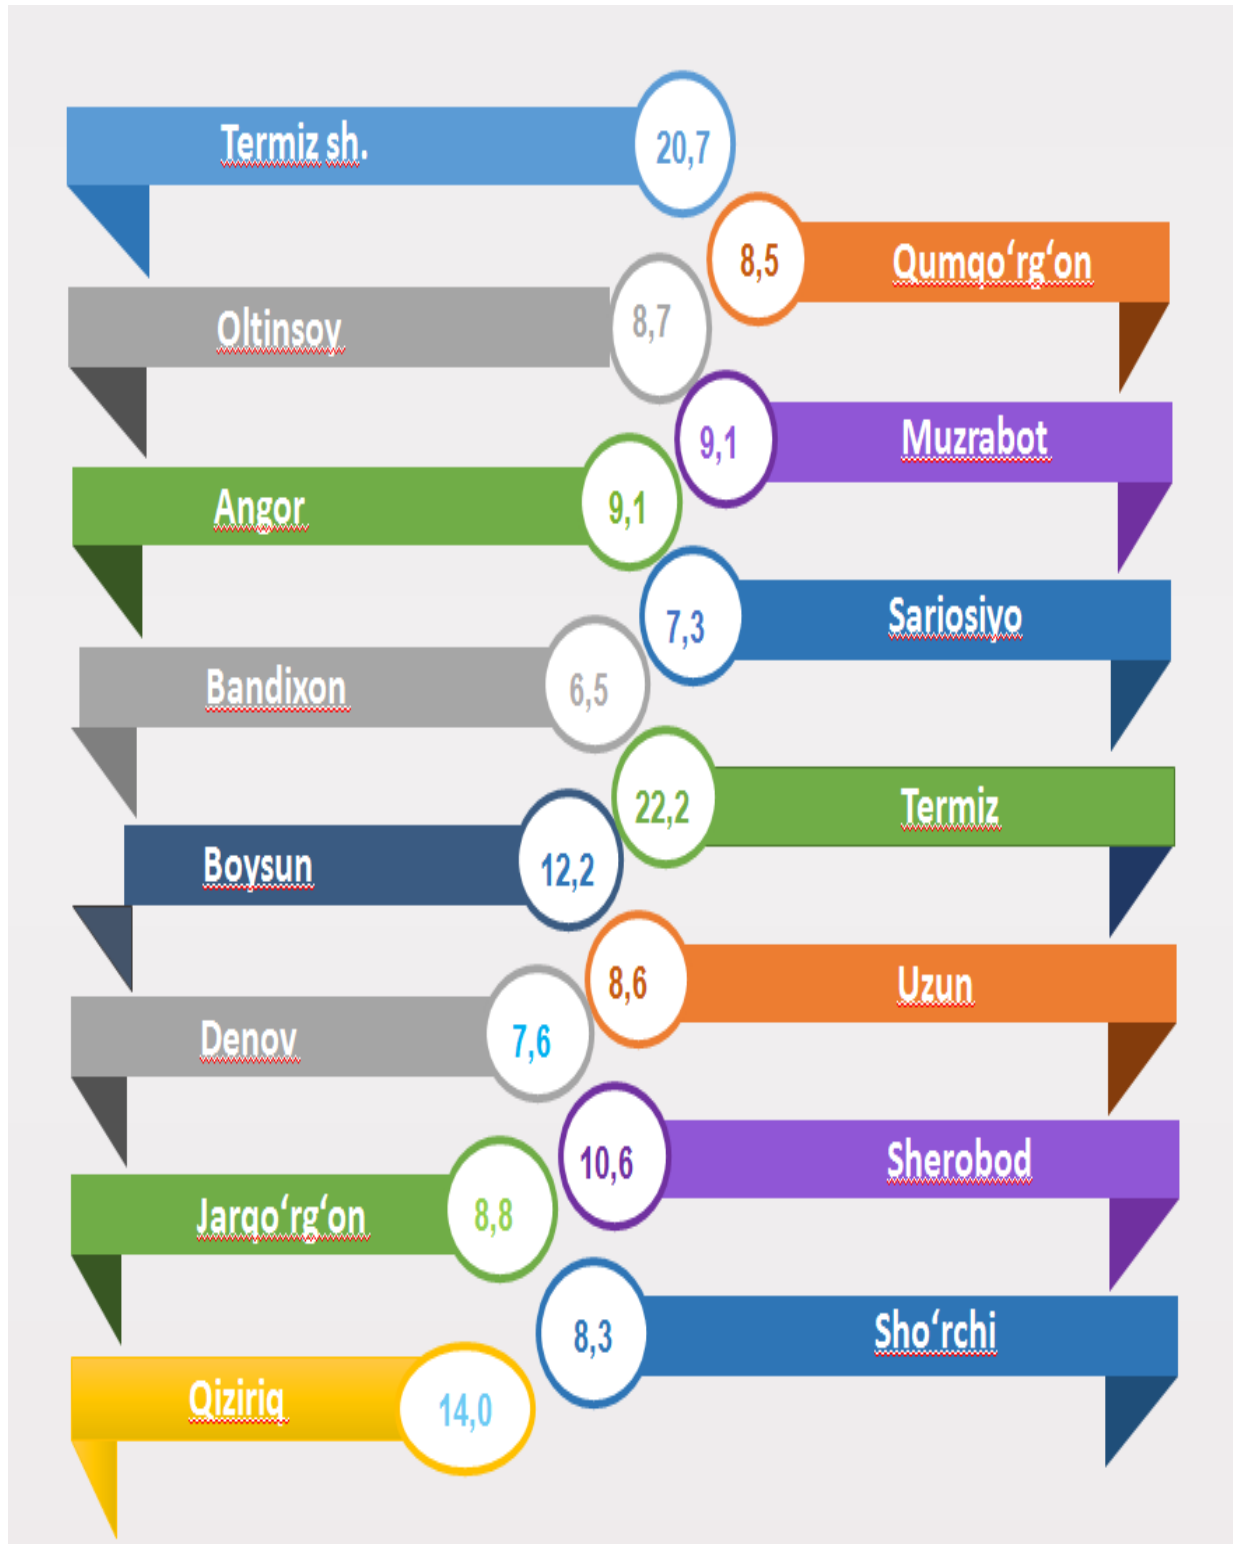 Termiz sh.
20,7
8,5
Qumqo‘rg‘on
Oltinsoy
8,7
9,1
Muzrabot
Angor
9,1
7,3
Sariosiyo
Bandixon
6,5
22,2
Termiz
Boysun
12,2
8,6
Uzun
Denov
7,6
10,6
Sherobod
Jarqo‘rg‘on
8,8
8,3
Sho‘rchi
Qiziriq
14,0